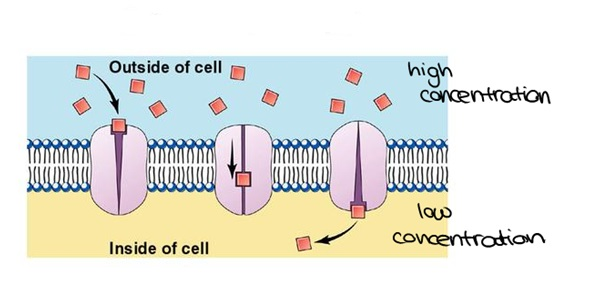 Outside of cell
high
concentration
low
concentration
Inside of cell